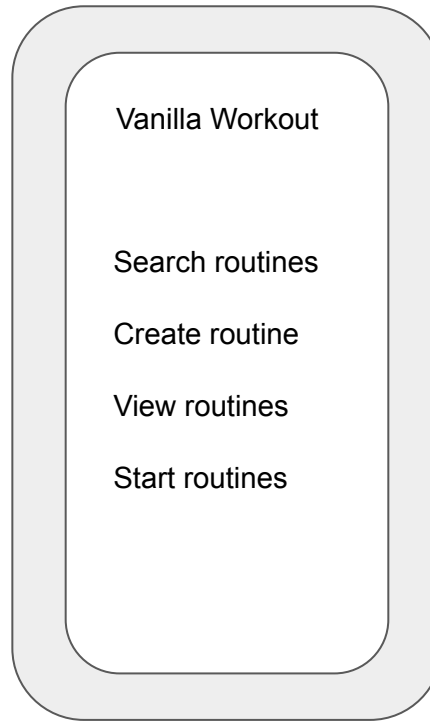 Vanilla Workout
Search routines
Create routine
View routines
Start routines